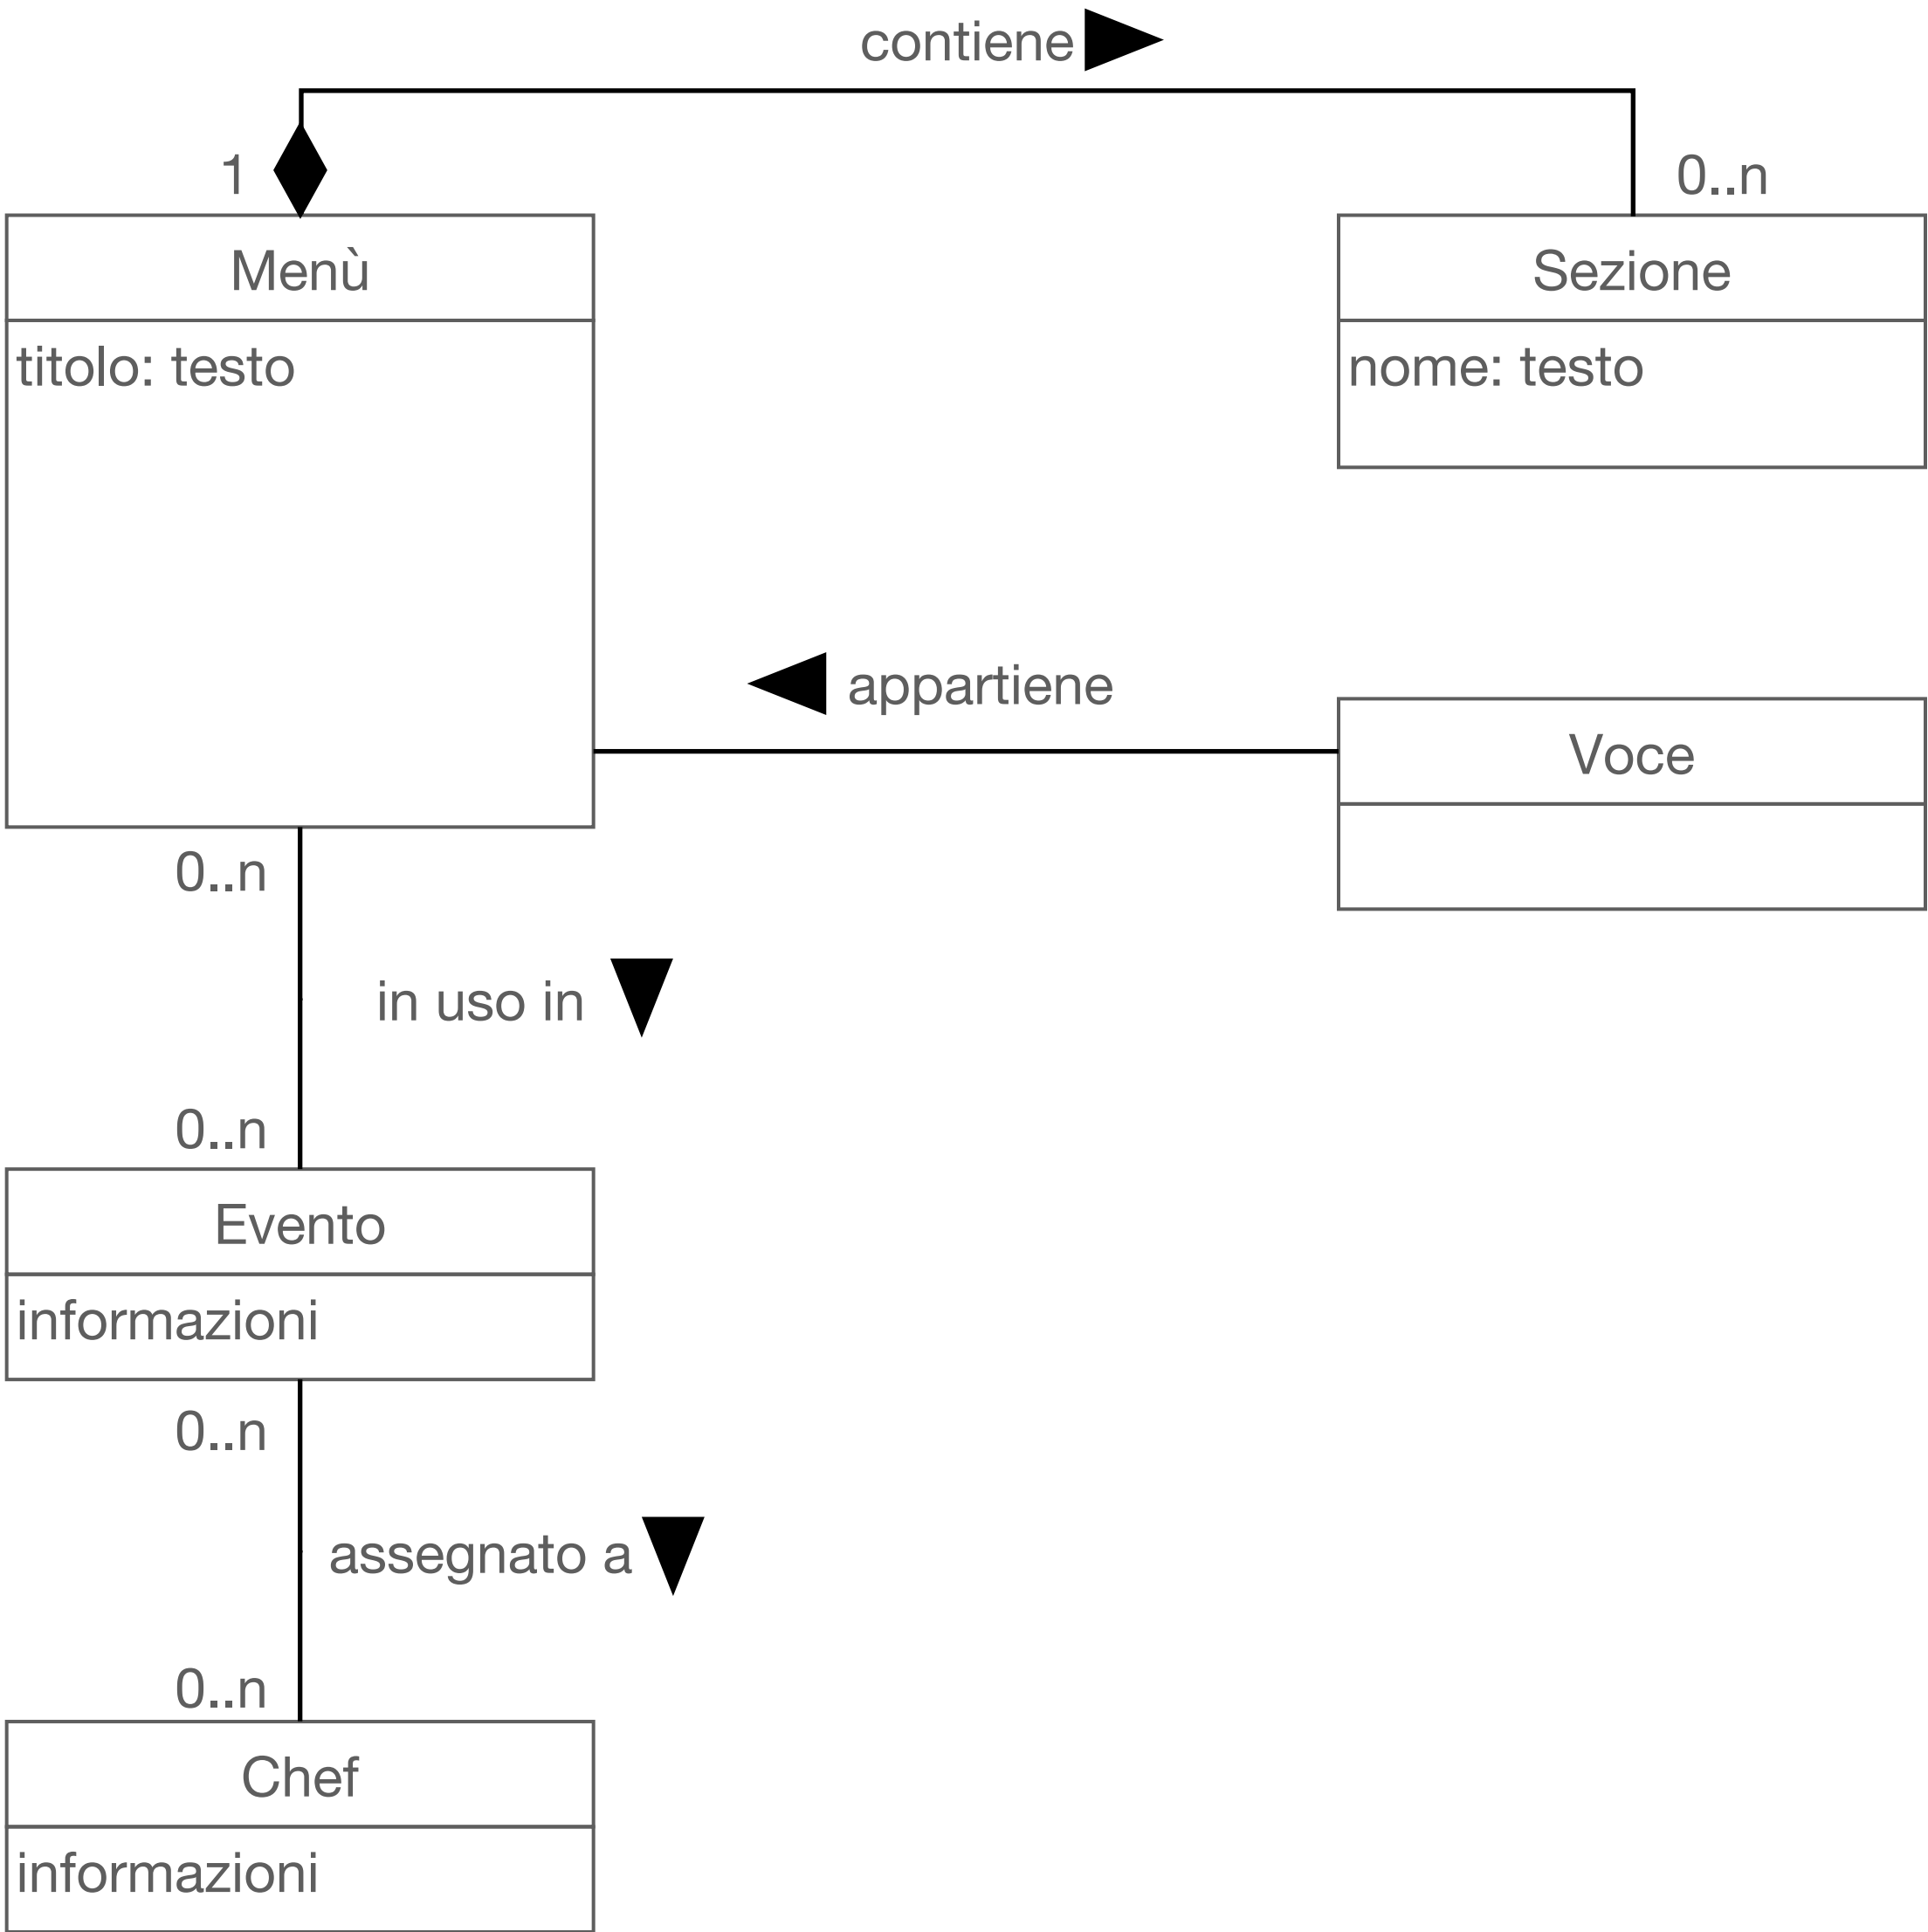 contiene
1
0..n
Menù
Sezione
titolo: testo
nome: testo
appartiene
Voce
0..n
in uso in
0..n
Evento
informazioni
0..n
assegnato a
0..n
Chef
informazioni